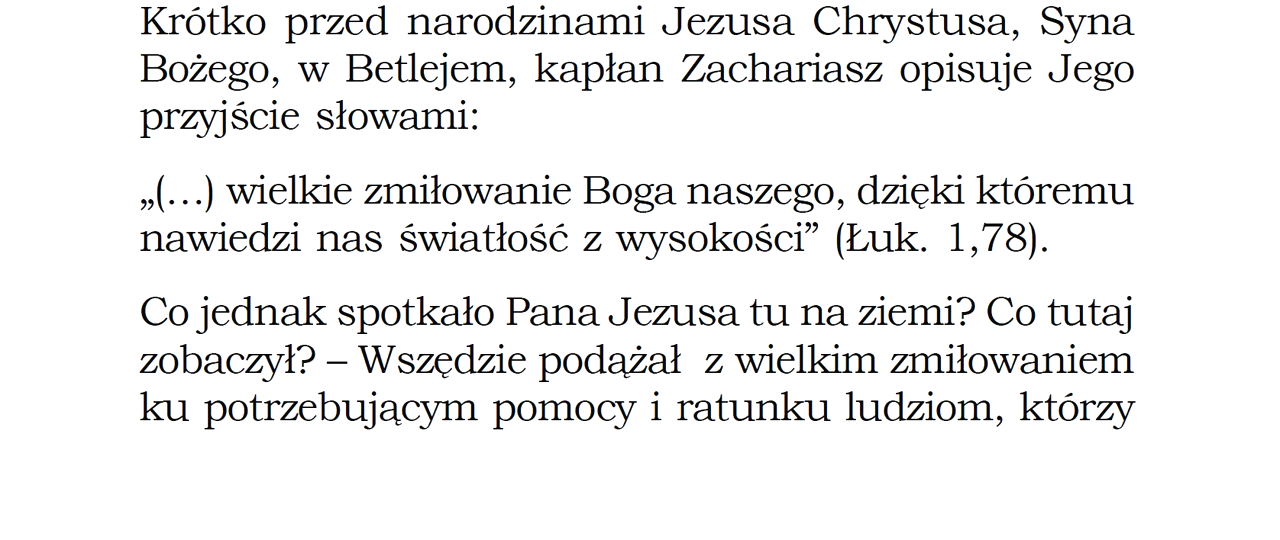 Krótko przed narodzinami Jezusa Chrystusa, Syna
Bożego, w Betlejem, kapłan Zachariasz opisuje Jego
przyjście słowami:
„(…) wielkie zmiłowanie Boga naszego, dzięki któremu
nawiedzi nas światłość z wysokości” (Łuk. 1,78).
Co jednak spotkało Pana Jezusa tu na ziemi? Co tutaj
zobaczył? – Wszędzie podążał  z wielkim zmiłowaniem
ku potrzebującym pomocy i ratunku ludziom, którzy